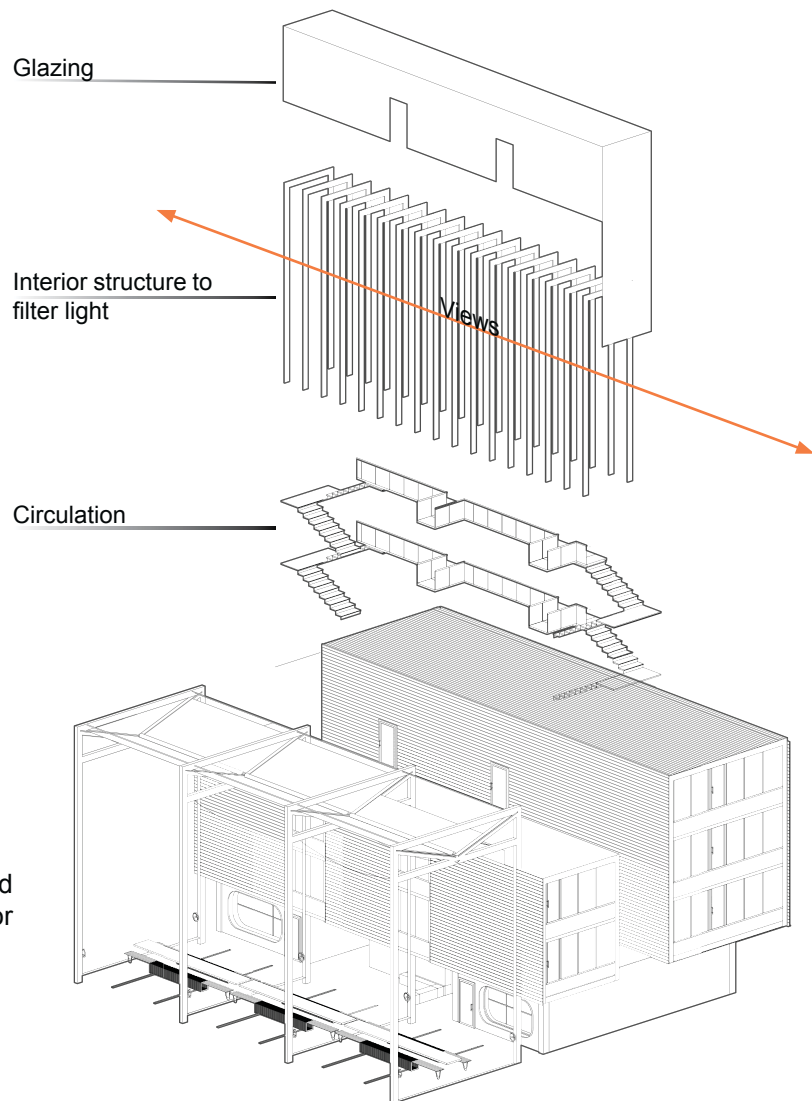 Glazing
Interior structure to
filter light
Views
Circulation